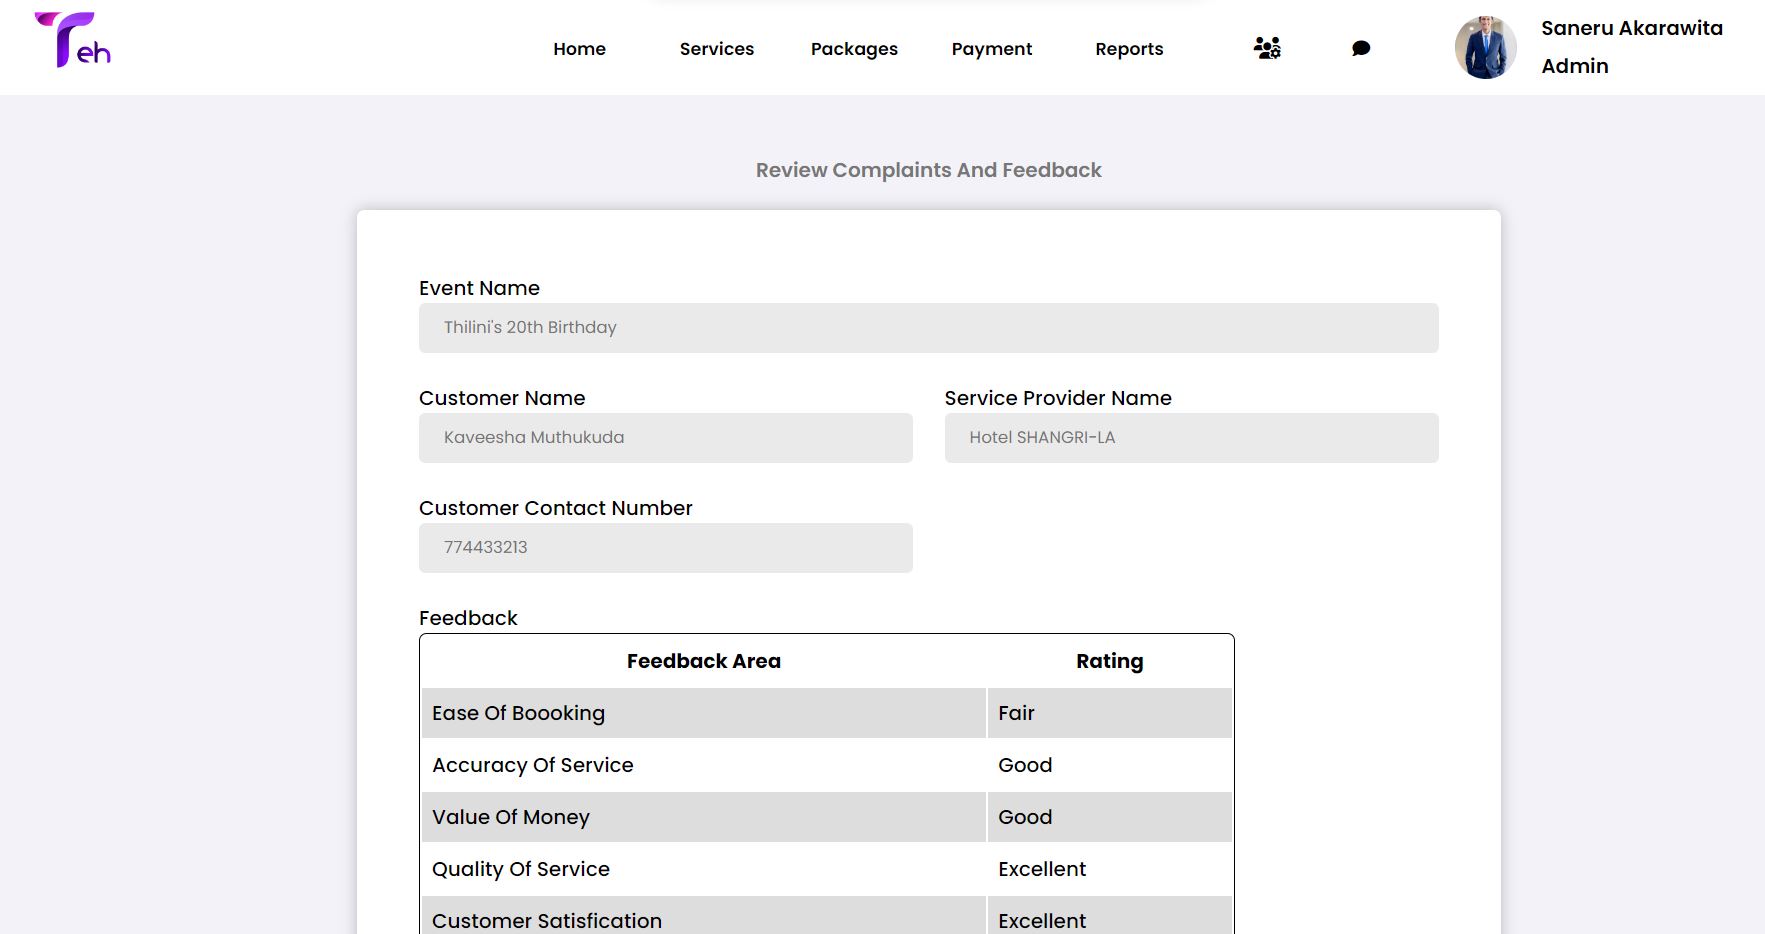 Teh
Home Services Packages Payment Reports
Saneru Akarawita
Admin
Review Complaints And Feedback
Event Name
Thilini's 20th Birthday
Customer Name Service Provider Name
Kaveesha Muthukuda Hotel SHANGRI-LA
Customer Contact Number
774433213
Feedback
Feedback Area Rating
Ease Of Boooking Fair
Accuracy Of Service Good
Value Of Money Good
Quality Of Service Excellent
Customer Satisfication Excellent